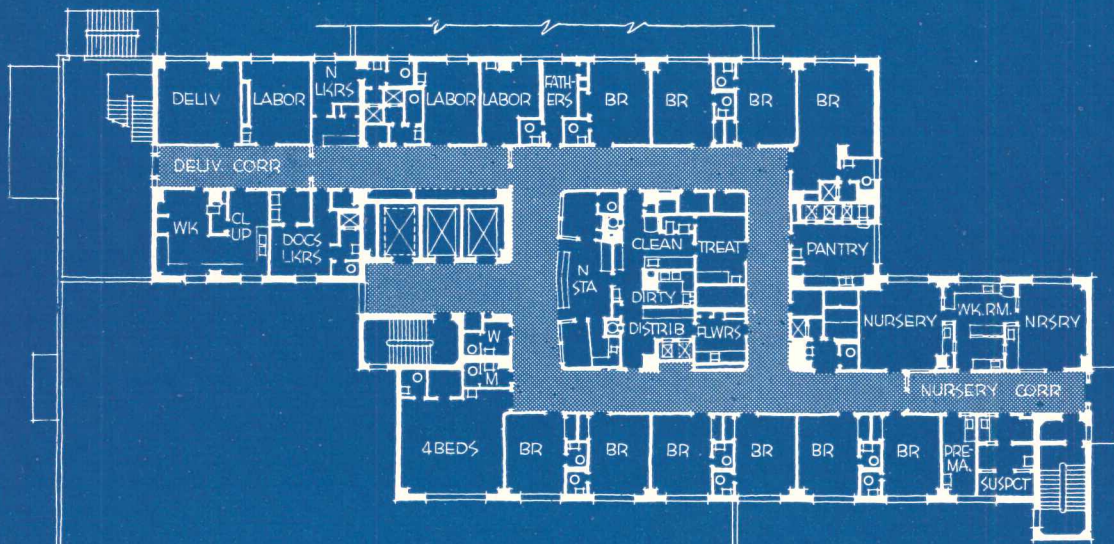 DELIV
LABOR
N
LKRS
LABOR
LABOR
FATH-
ERS
BR
BR
BR
BR
DELIV. CORR
WK
CL
UP
DOCS
LKRS
N
STA
CLEAN
TREAT
DIRTY
DISTRIB
FLWRS
PANTRY
NURSERY
WK.RM.
NRSRY
W
M
NURSERY CORR
4 BEDS
BR
BR
BR
BR
BR
BR
PRE-
MA.
SUSPCT